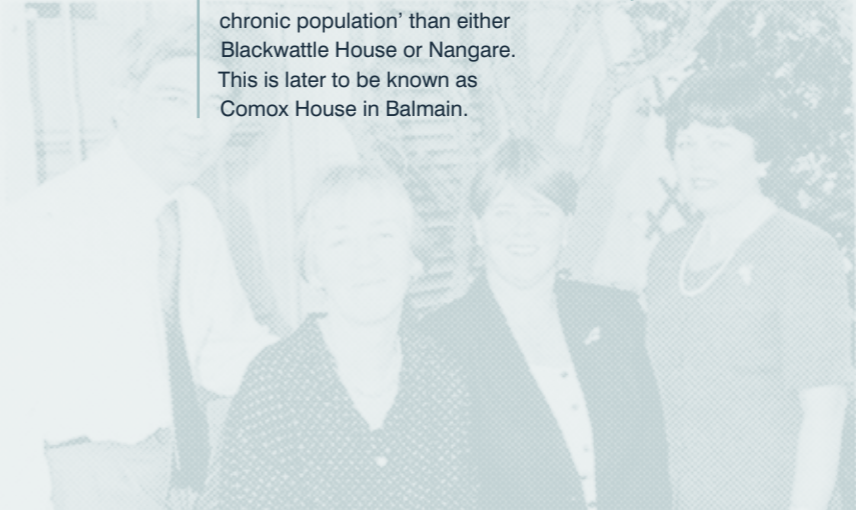 chronic population’ than either
Blackwattle House or Nangare.
This is later to be known as
Comox House in Balmain.